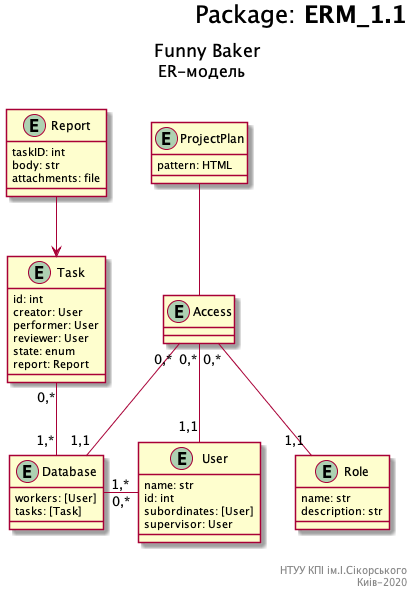 Package: ERM_1.1
Funny Baker
ER-модель
E Report
taskID: int
body: str
attachments: file
E ProjectPlan
pattern: HTML
E Task
id: int
creator: User
performer: User
reviewer: User
state: enum
report: Report
E Access
0,* 0,* 0,*
0,*
1,* 1,1 1,1 1,1
E Database
workers: [User]
tasks: [Task]
1,*
0,*
E User
name: str
id: int
subordinates: [User]
supervisor: User
E Role
name: str
description: str
НТУУ КПІ ім.І.Сікорського
Київ-2020